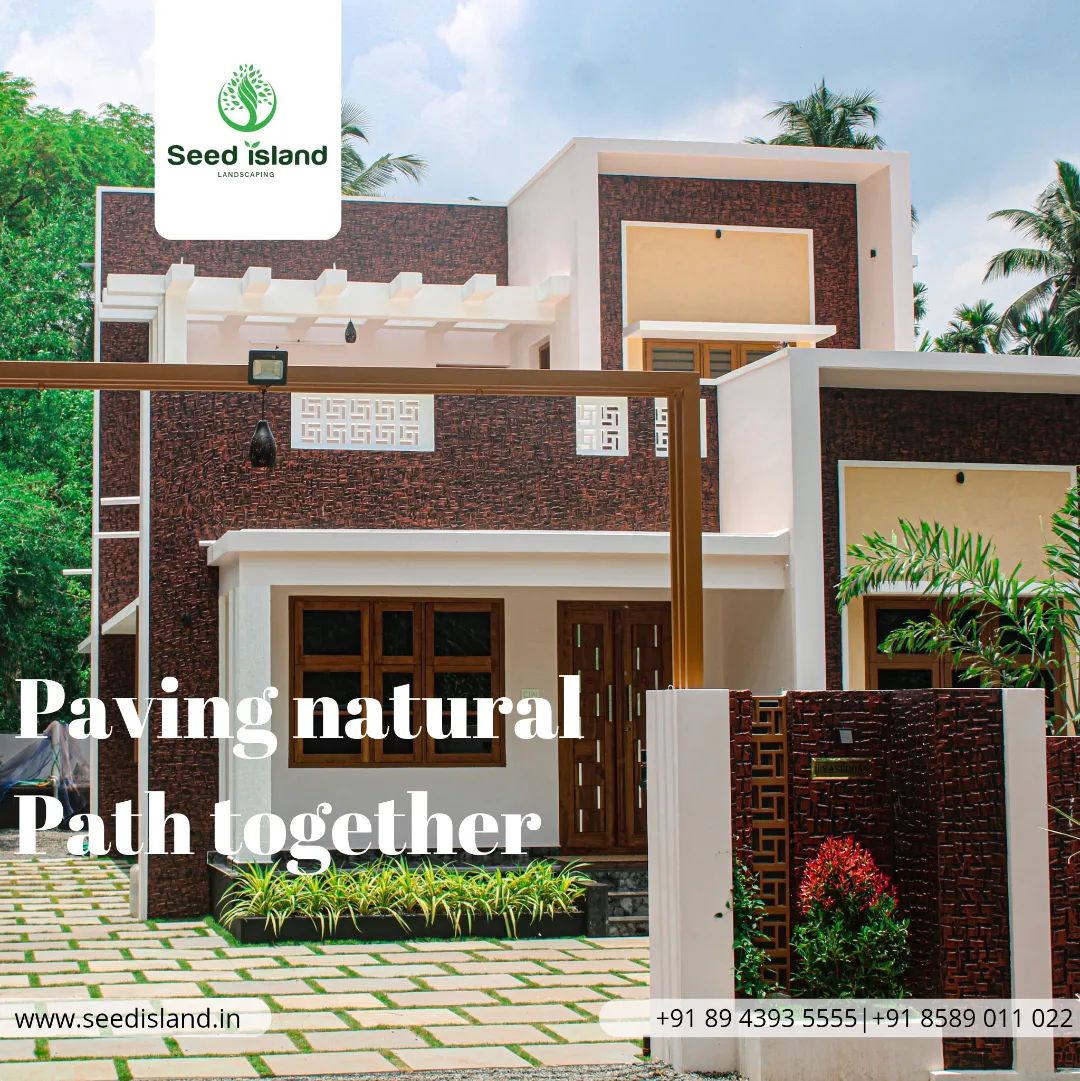 Seed island
LANDSCAPING
Paving natural
Path together
www.seedisland.in
+91 89 4393 5555|+91 8589 011 022